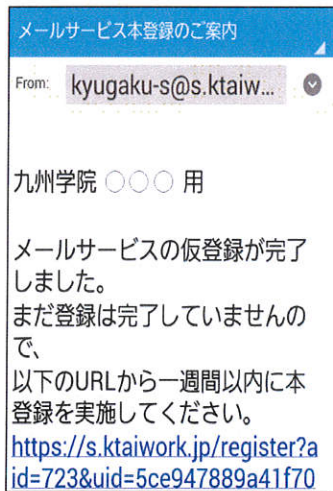 メールサービス本登録のご案内
From: kyugaku-s@s.ktaiw...
九州学院 ○○○ 用
メールサービスの仮登録が完了
しました。
まだ登録は完了していませんの
で、
以下のURLから一週間以内に本
登録を実施してください。
https://s.ktaiwork.jp/register?a
id=723&uid=5ce947889a41f70